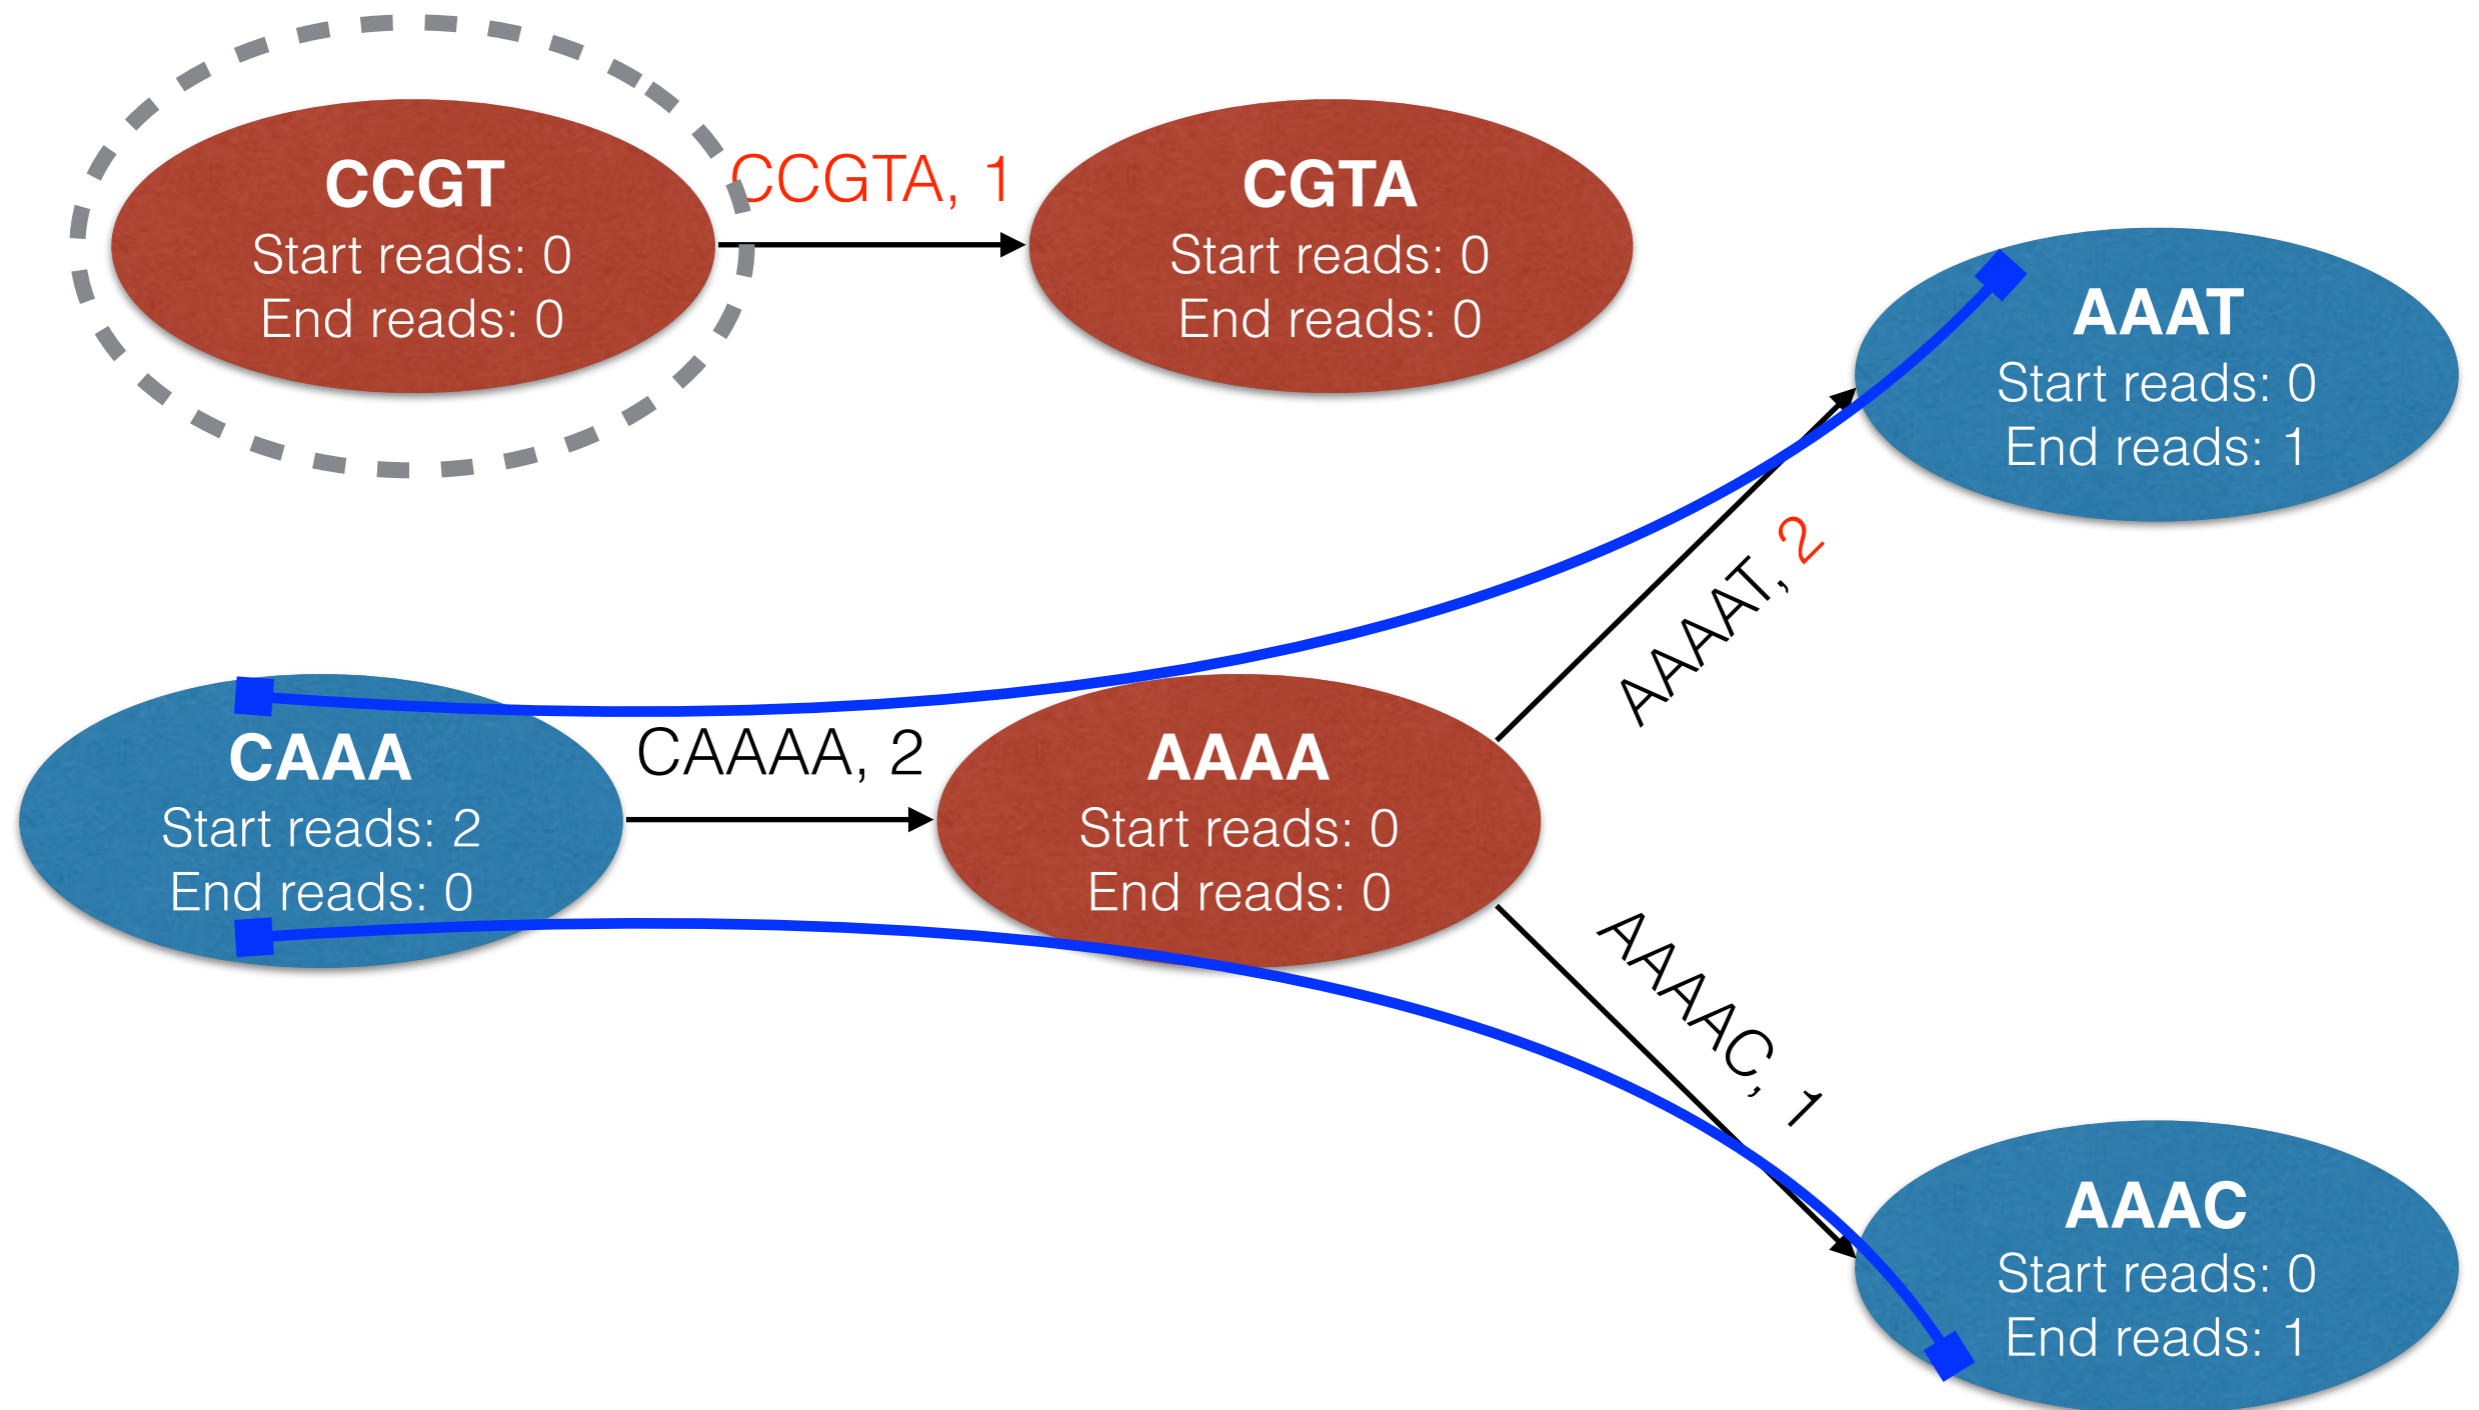 CCGT
Start reads: 0
End reads: 0
CCGTA, 1
CGTA
Start reads: 0
End reads: 0
AAAT
Start reads: 0
End reads: 1
AAAAT, 2
CAAA
Start reads: 2
End reads: 0
CAAAA, 2
AAAA
Start reads: 0
End reads: 0
AAAAC, 1
AAAC
Start reads: 0
End reads: 1